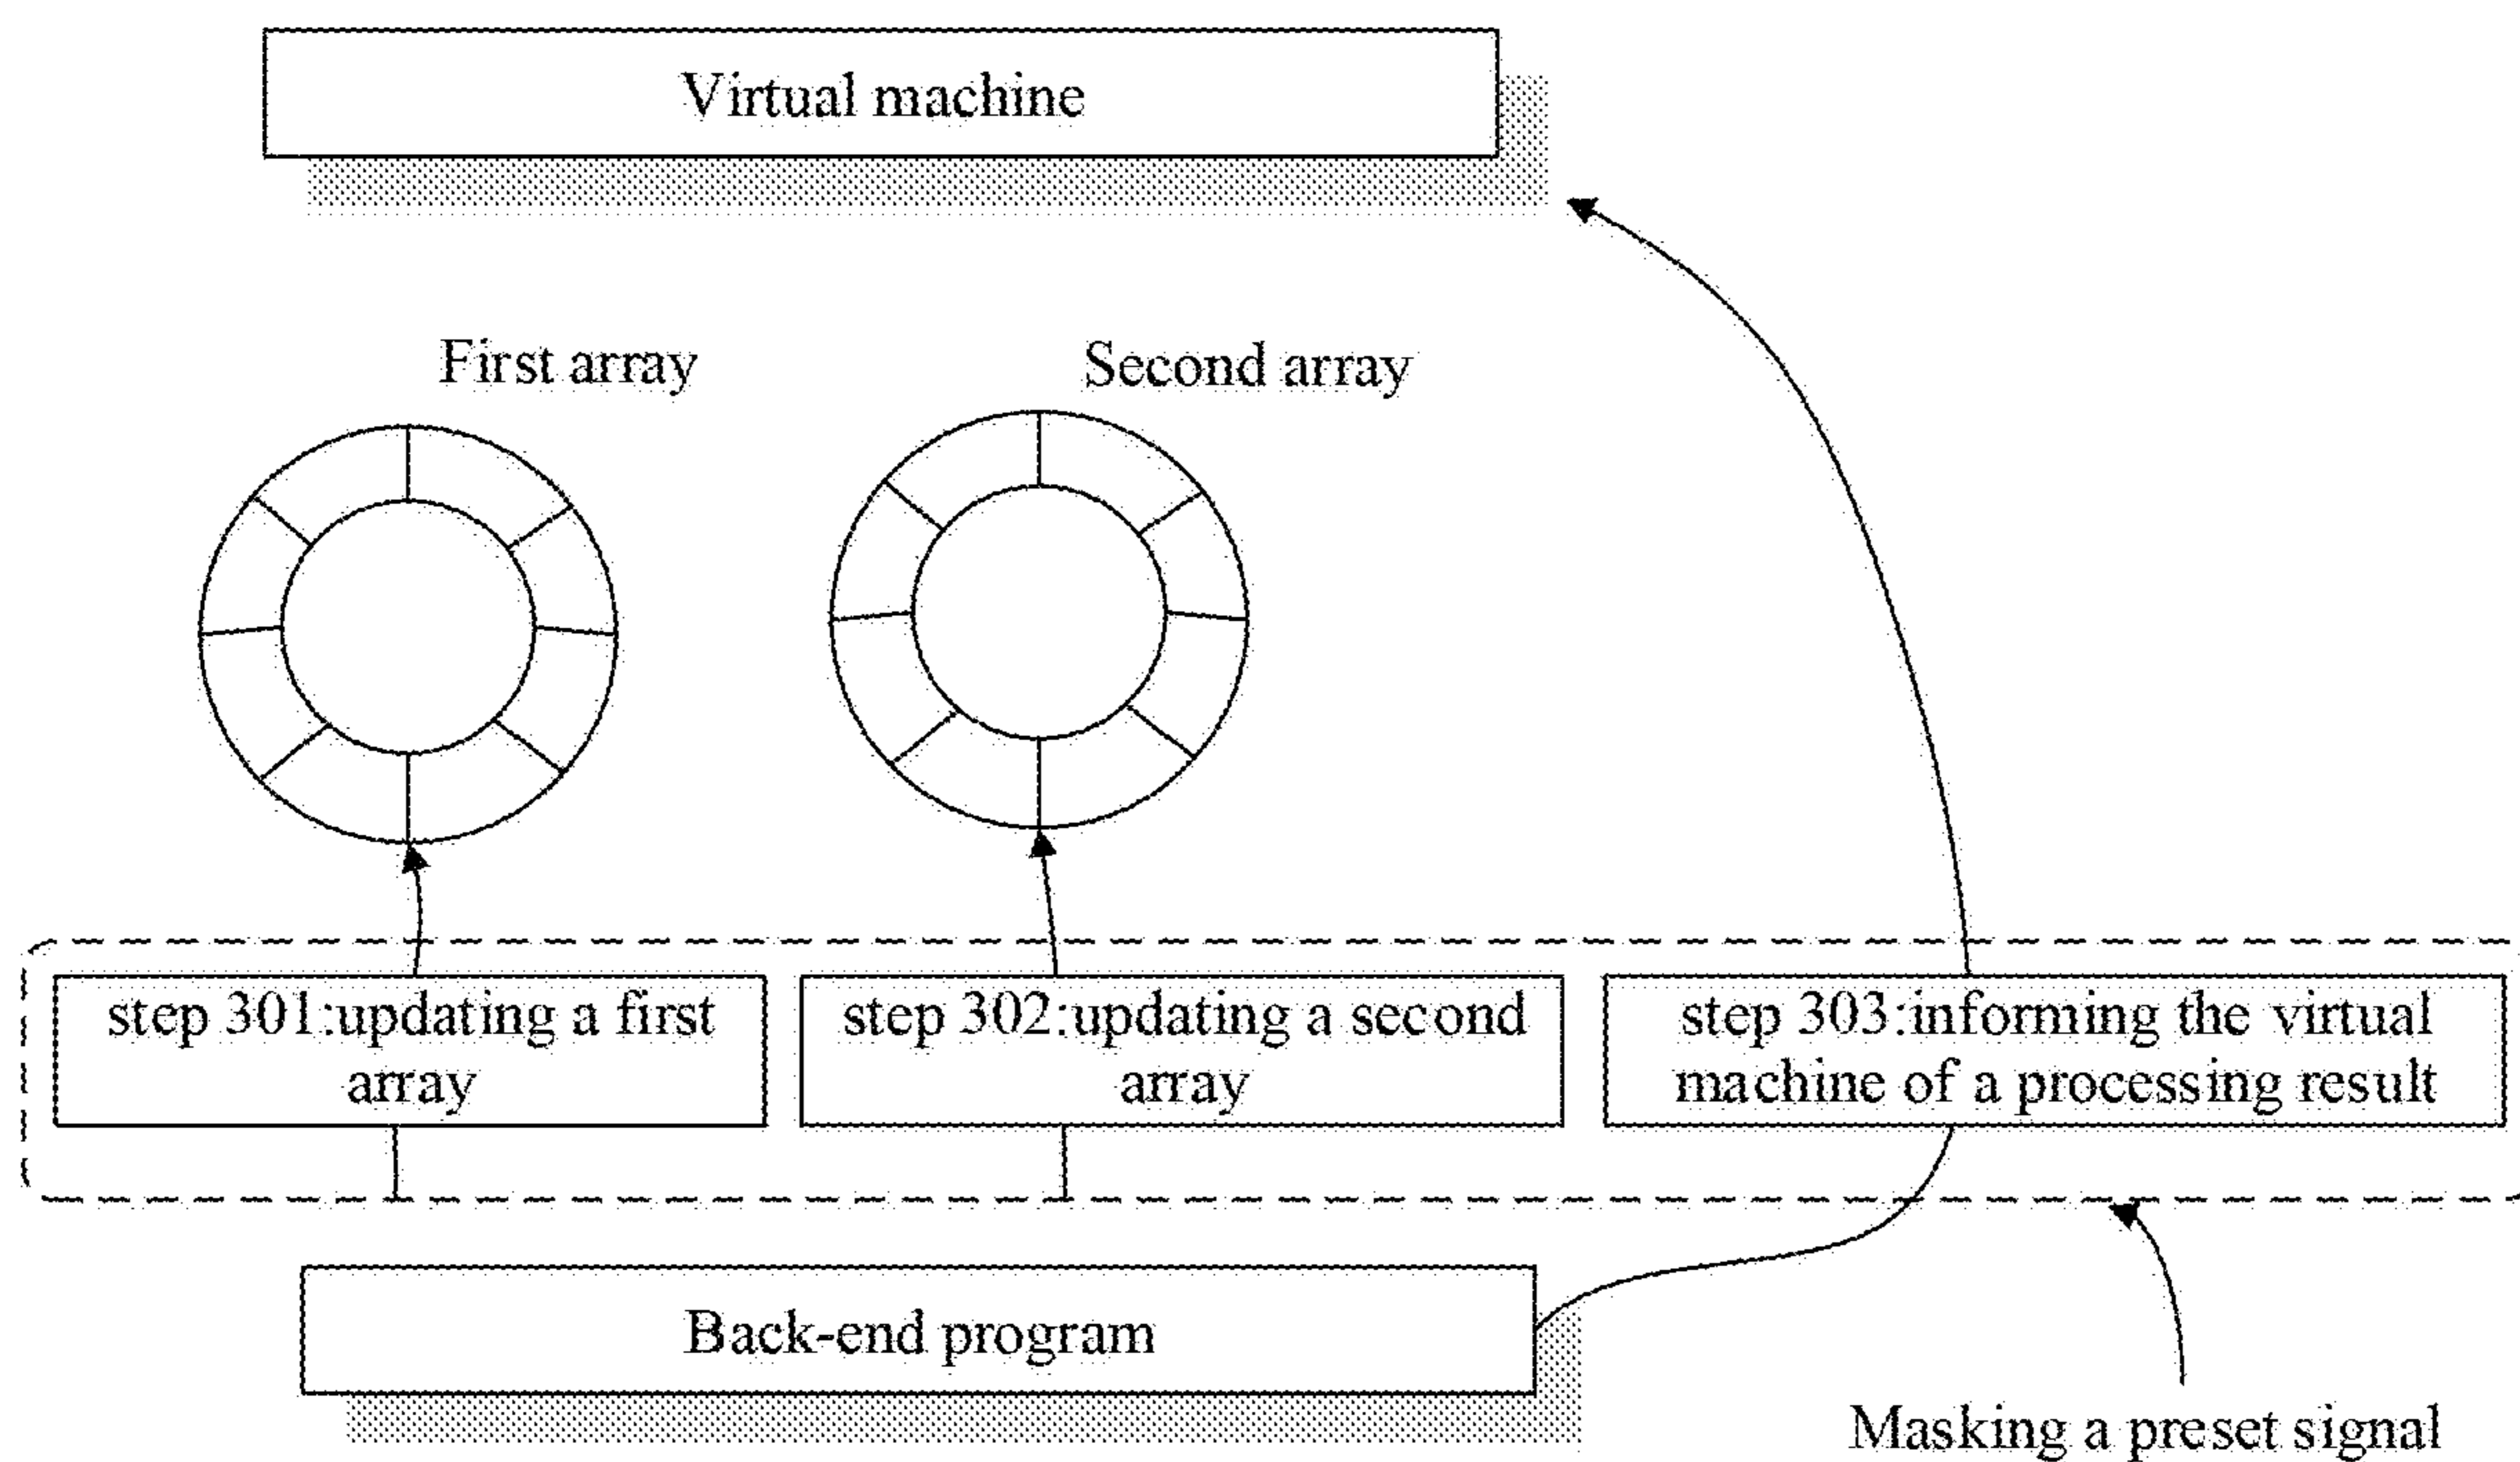 Virtual machine
First array
Second array
step 301:updating a first
array
step 302:updating a second
array
step 303:informing the virtual
machine of a processing result
Back-end program
Masking a preset signal